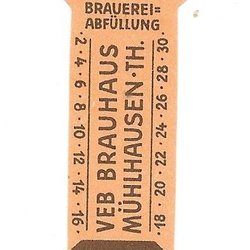 BRAUEREI=
ABFÜLLUNG
2·4·6·8·10·12·14·16·
VEB BRAUHAUS
MÜHLHAUSEN·TH.
18·20·22·24·26·28·30·